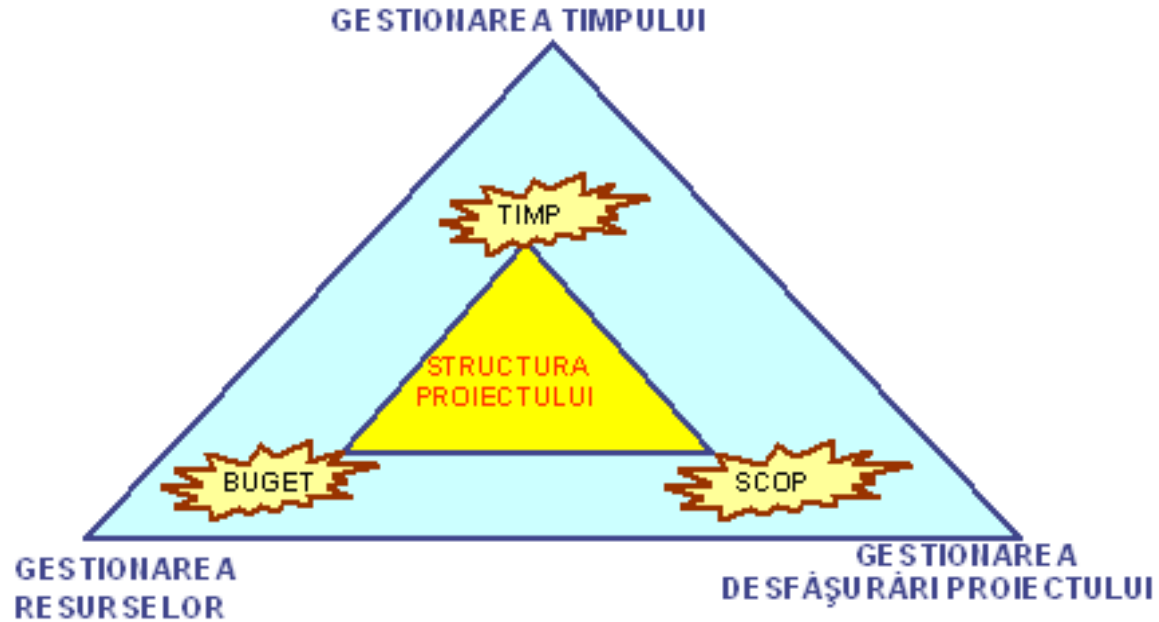 GESTIONAREA TIMPULUI
TIMP
STRUCTURA
PROIECTULUI
BUGET
SCOP
GESTIONAREA
RESURSELOR
GESTIONAREA
DESFĂŞURĂRI PROIECTULUI